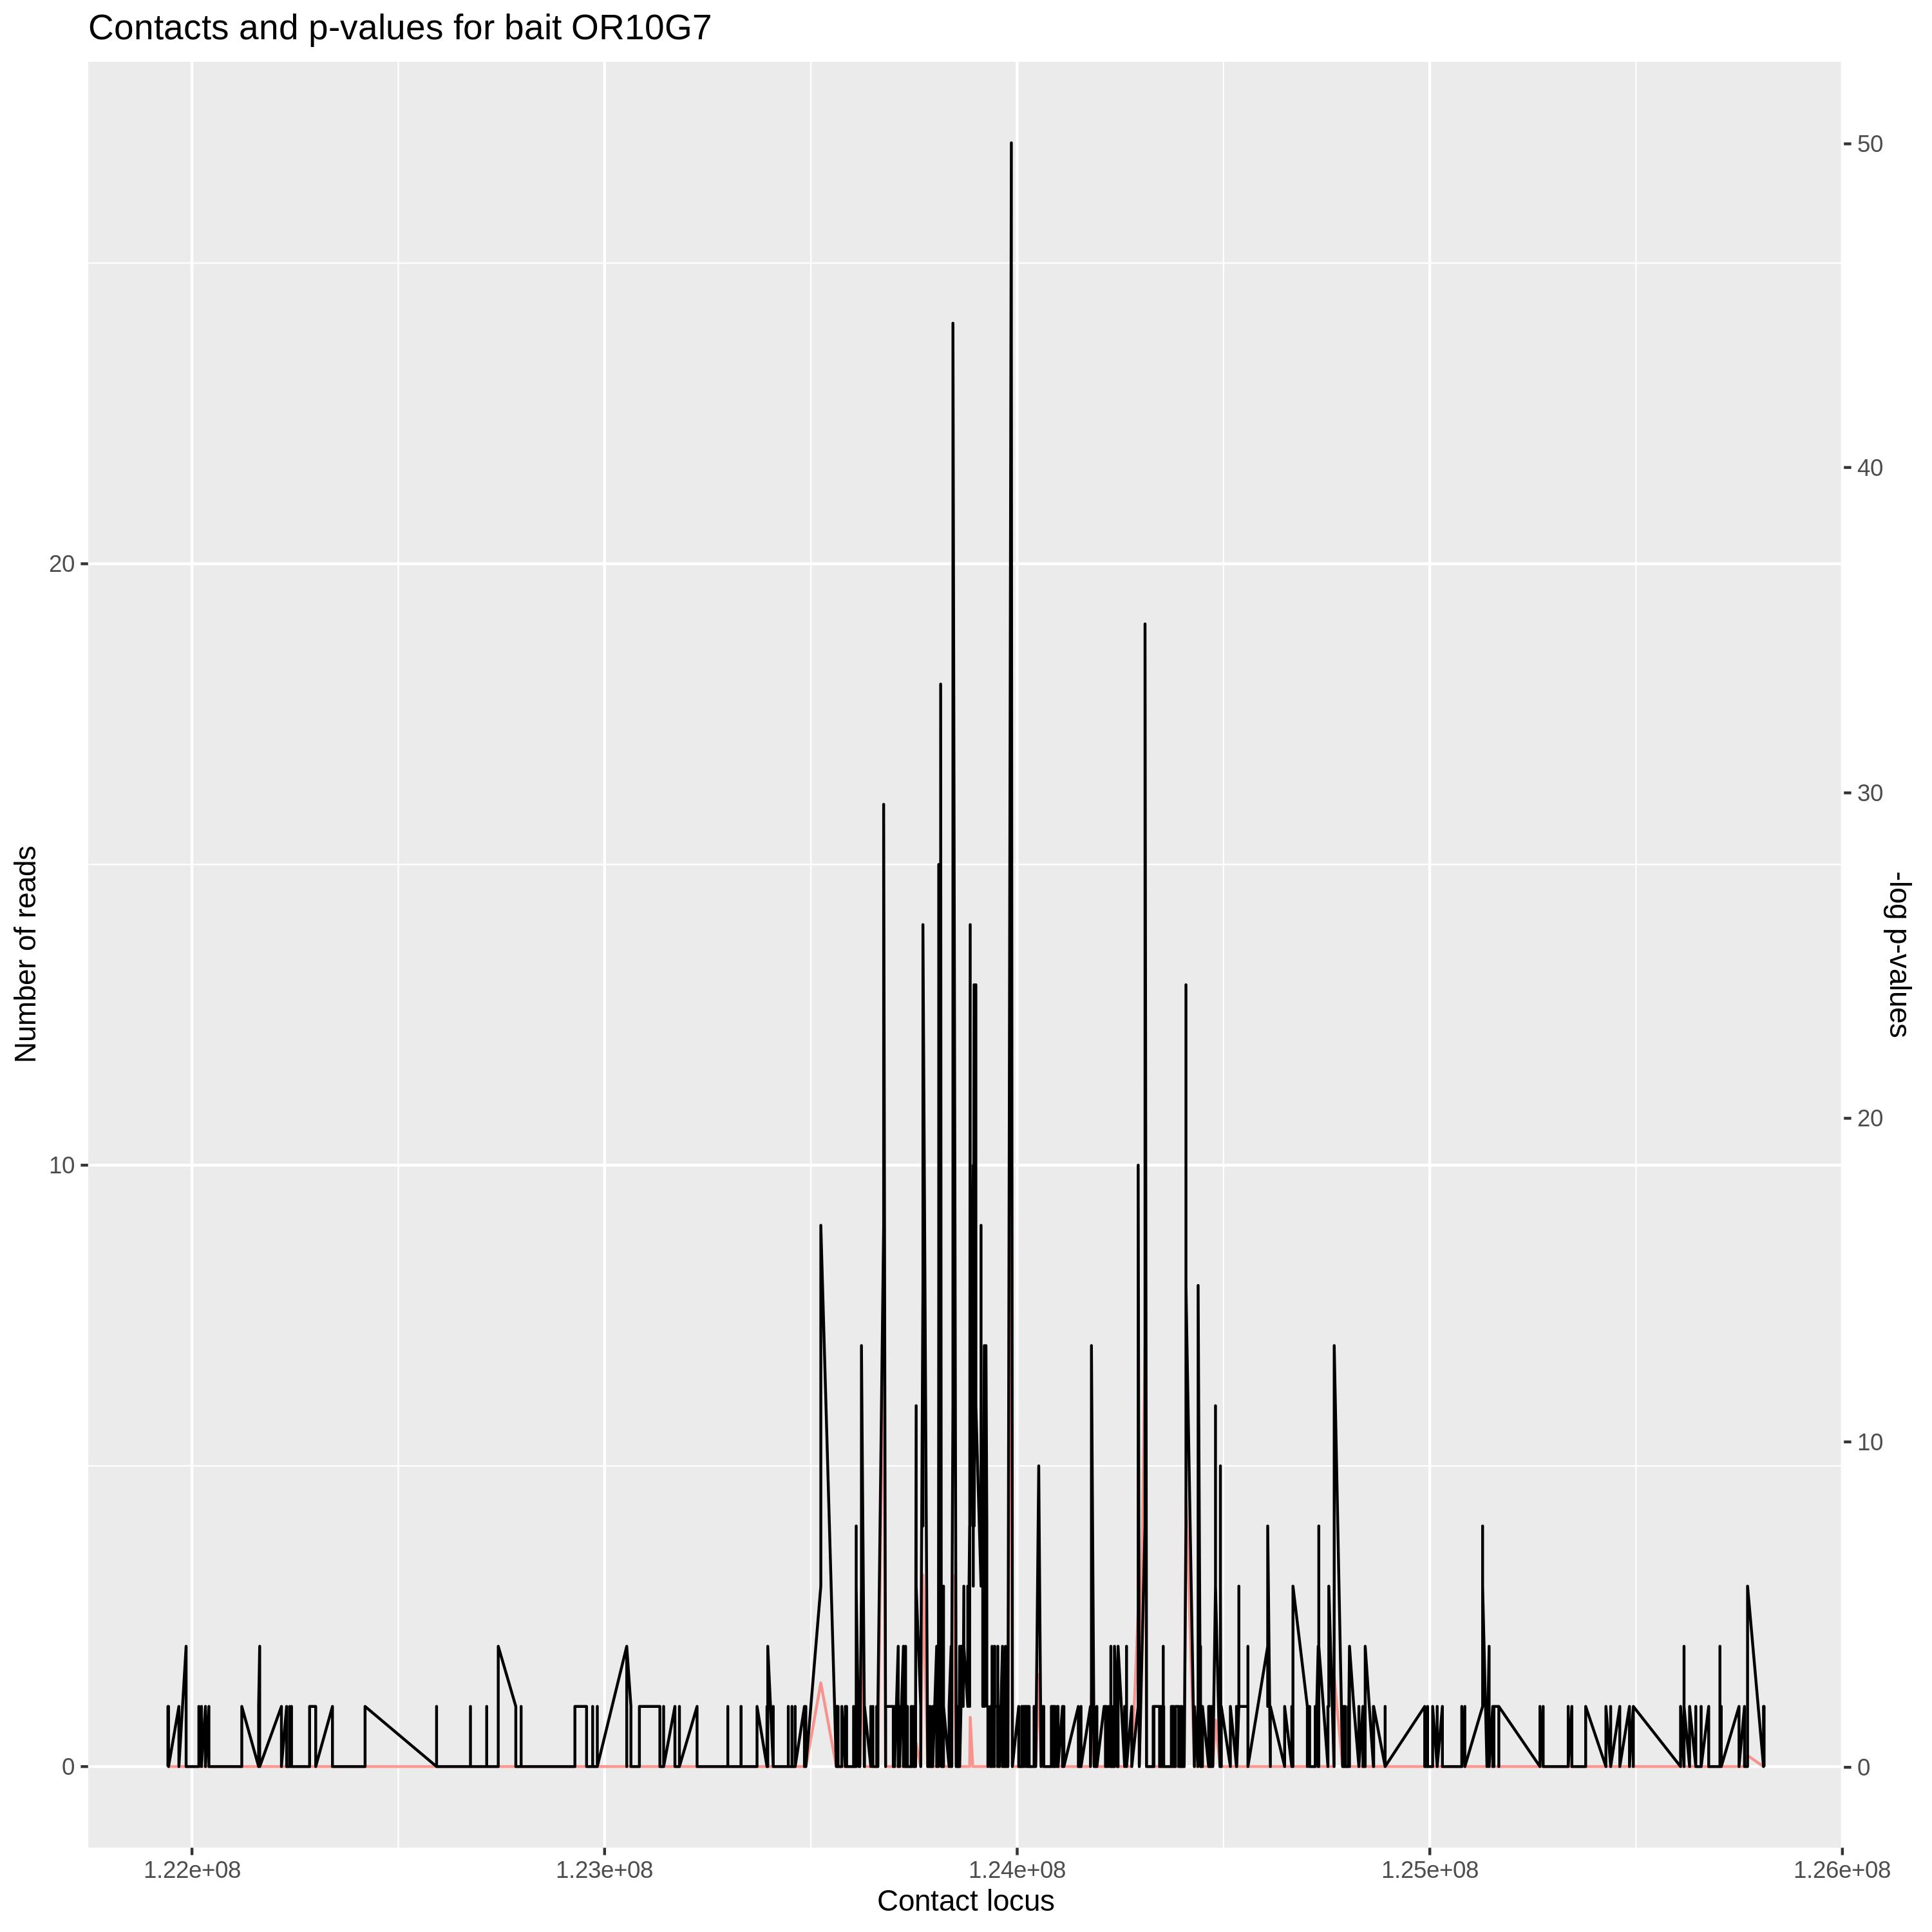 Contacts and p-values for bait OR10G7
50
40
20
30
Number of reads
-log p-values
20
10
10
0
0
1.22e+08
1.23e+08
1.24e+08
1.25e+08
1.26e+08
Contact locus